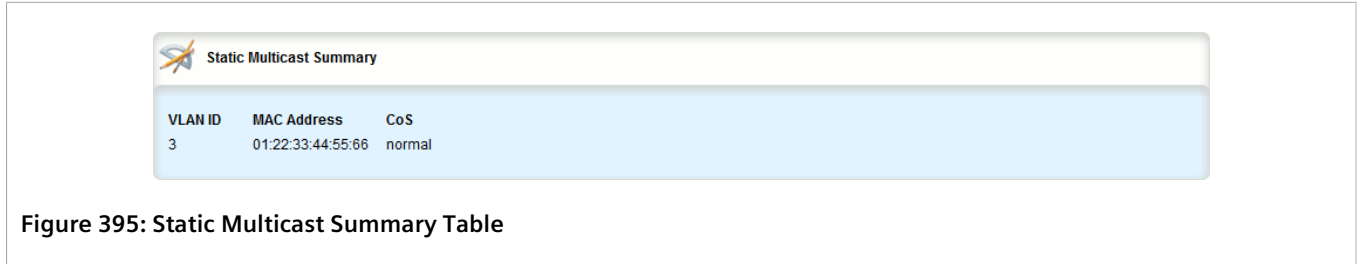 Static Multicast Summary
VLAN ID MAC Address CoS
3 01:22:33:44:55:66 normal
Figure 395: Static Multicast Summary Table